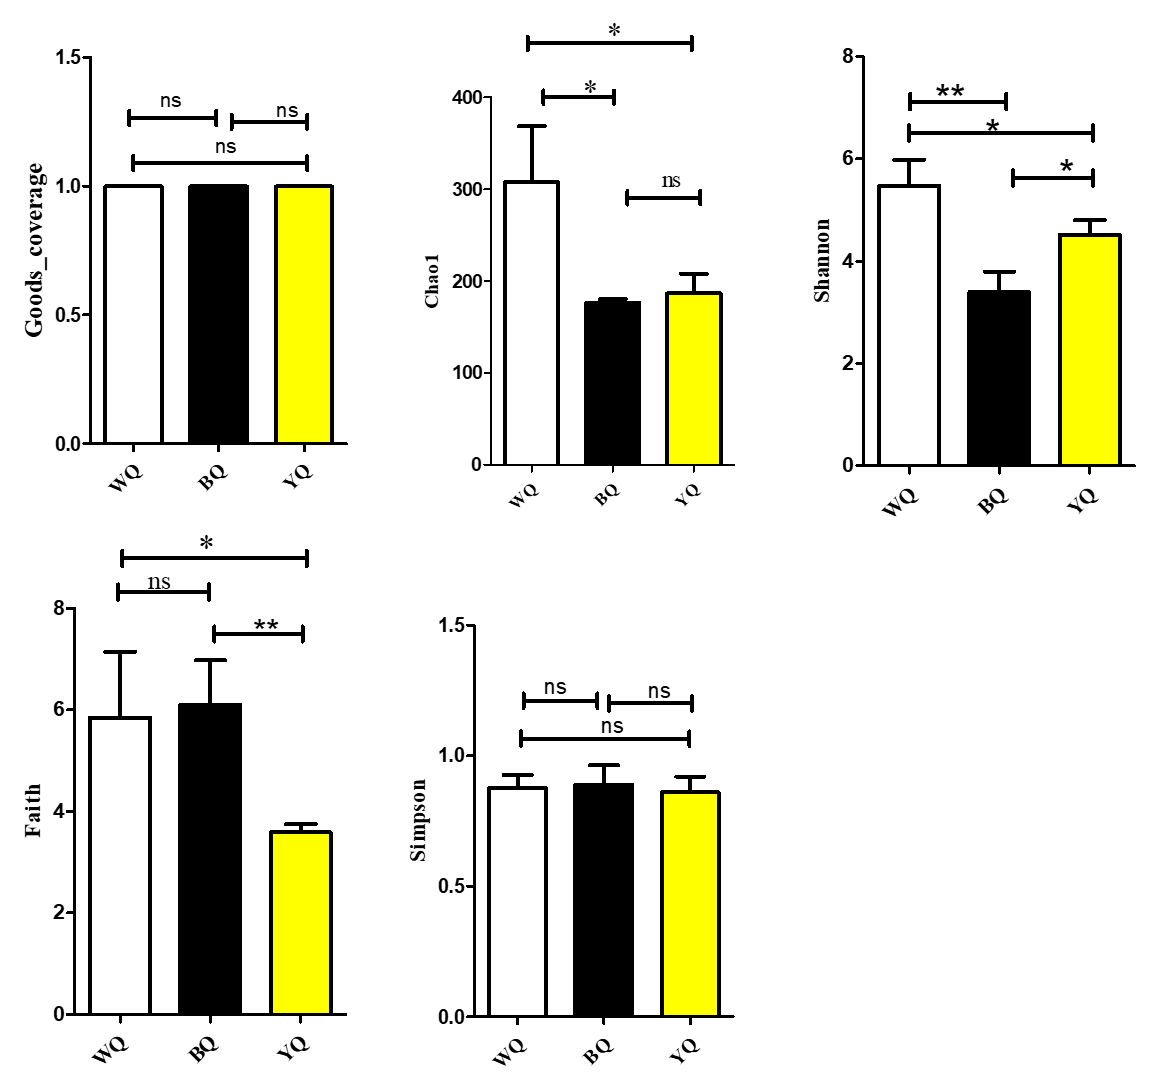 Goods_coverage
1.5
1.0
0.5
0.0
ns
ns
ns
WQ
BQ
YQ
Chao1
400
300
200
100
0
*
*
ns
WQ
BQ
YQ
Shannon
8
6
4
2
0
**
*
*
WQ
BQ
YQ
Faith
8
6
4
2
0
*
ns
**
WQ
BQ
YQ
Simpson
1.5
1.0
0.5
0.0
ns
ns
ns
WQ
BQ
YQ